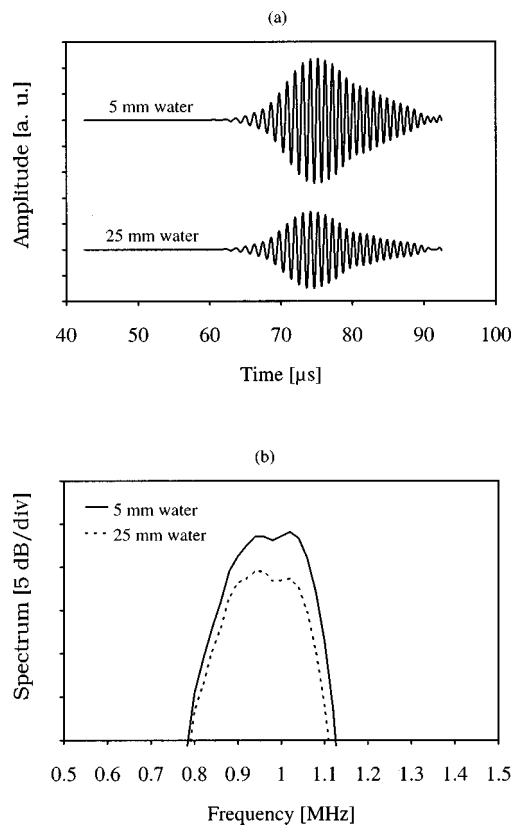 (a)
Amplitude [a. u.]
5 mm water
25 mm water
40 50 60 70 80 90 100
Time [µs]
(b)
Spectrum [5 dB/div]
5 mm water
25 mm water
0.5 0.6 0.7 0.8 0.9 1 1.1 1.2 1.3 1.4 1.5
Frequency [MHz]